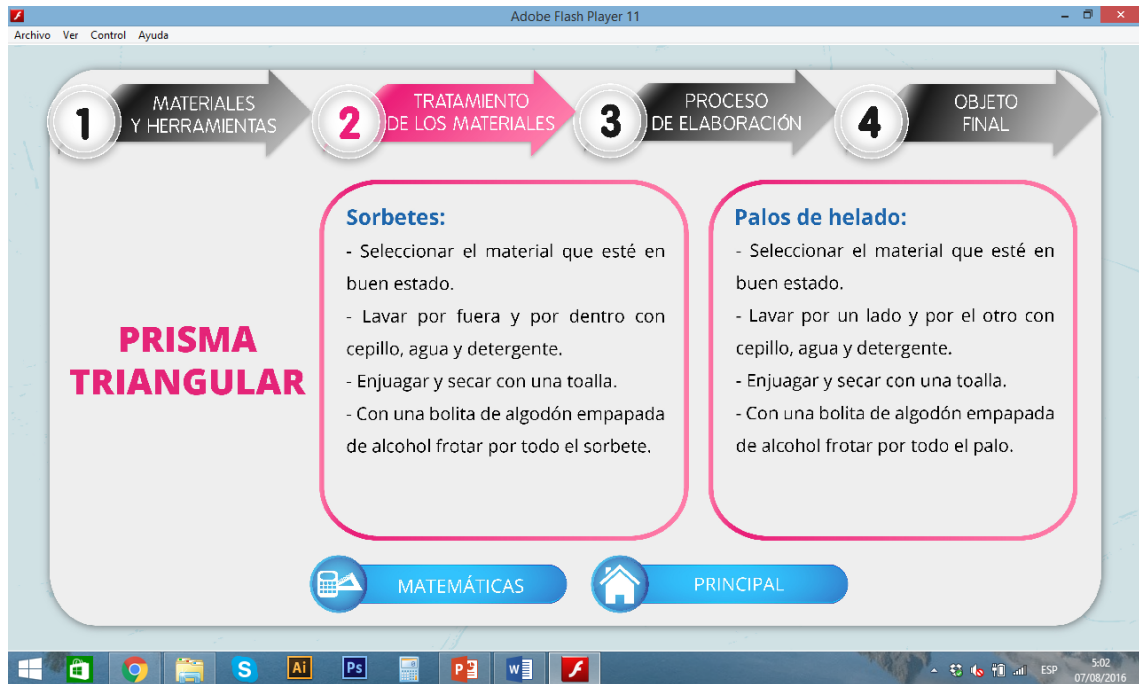 Adobe Flash Player 11
Archivo Ver Control Ayuda
1
MATERIALES
Y HERRAMIENTAS
2
TRATAMIENTO
DE LOS MATERIALES
3
PROCESO
DE ELABORACIÓN
4
OBJETO
FINAL
PRISMA
TRIANGULAR
Sorbetes:
- Seleccionar el material que esté en
buen estado.
- Lavar por fuera y por dentro con
cepillo, agua y detergente.
- Enjuagar y secar con una toalla.
- Con una bolita de algodón empapada
de alcohol frotar por todo el sorbete.
Palos de helado:
- Seleccionar el material que esté en
buen estado.
- Lavar por un lado y por el otro con
cepillo, agua y detergente.
- Enjuagar y secar con una toalla.
- Con una bolita de algodón empapada
de alcohol frotar por todo el palo.
MATEMÁTICAS
PRINCIPAL
S
Ai
Ps
P
W
ESP
5:02
07/08/2016